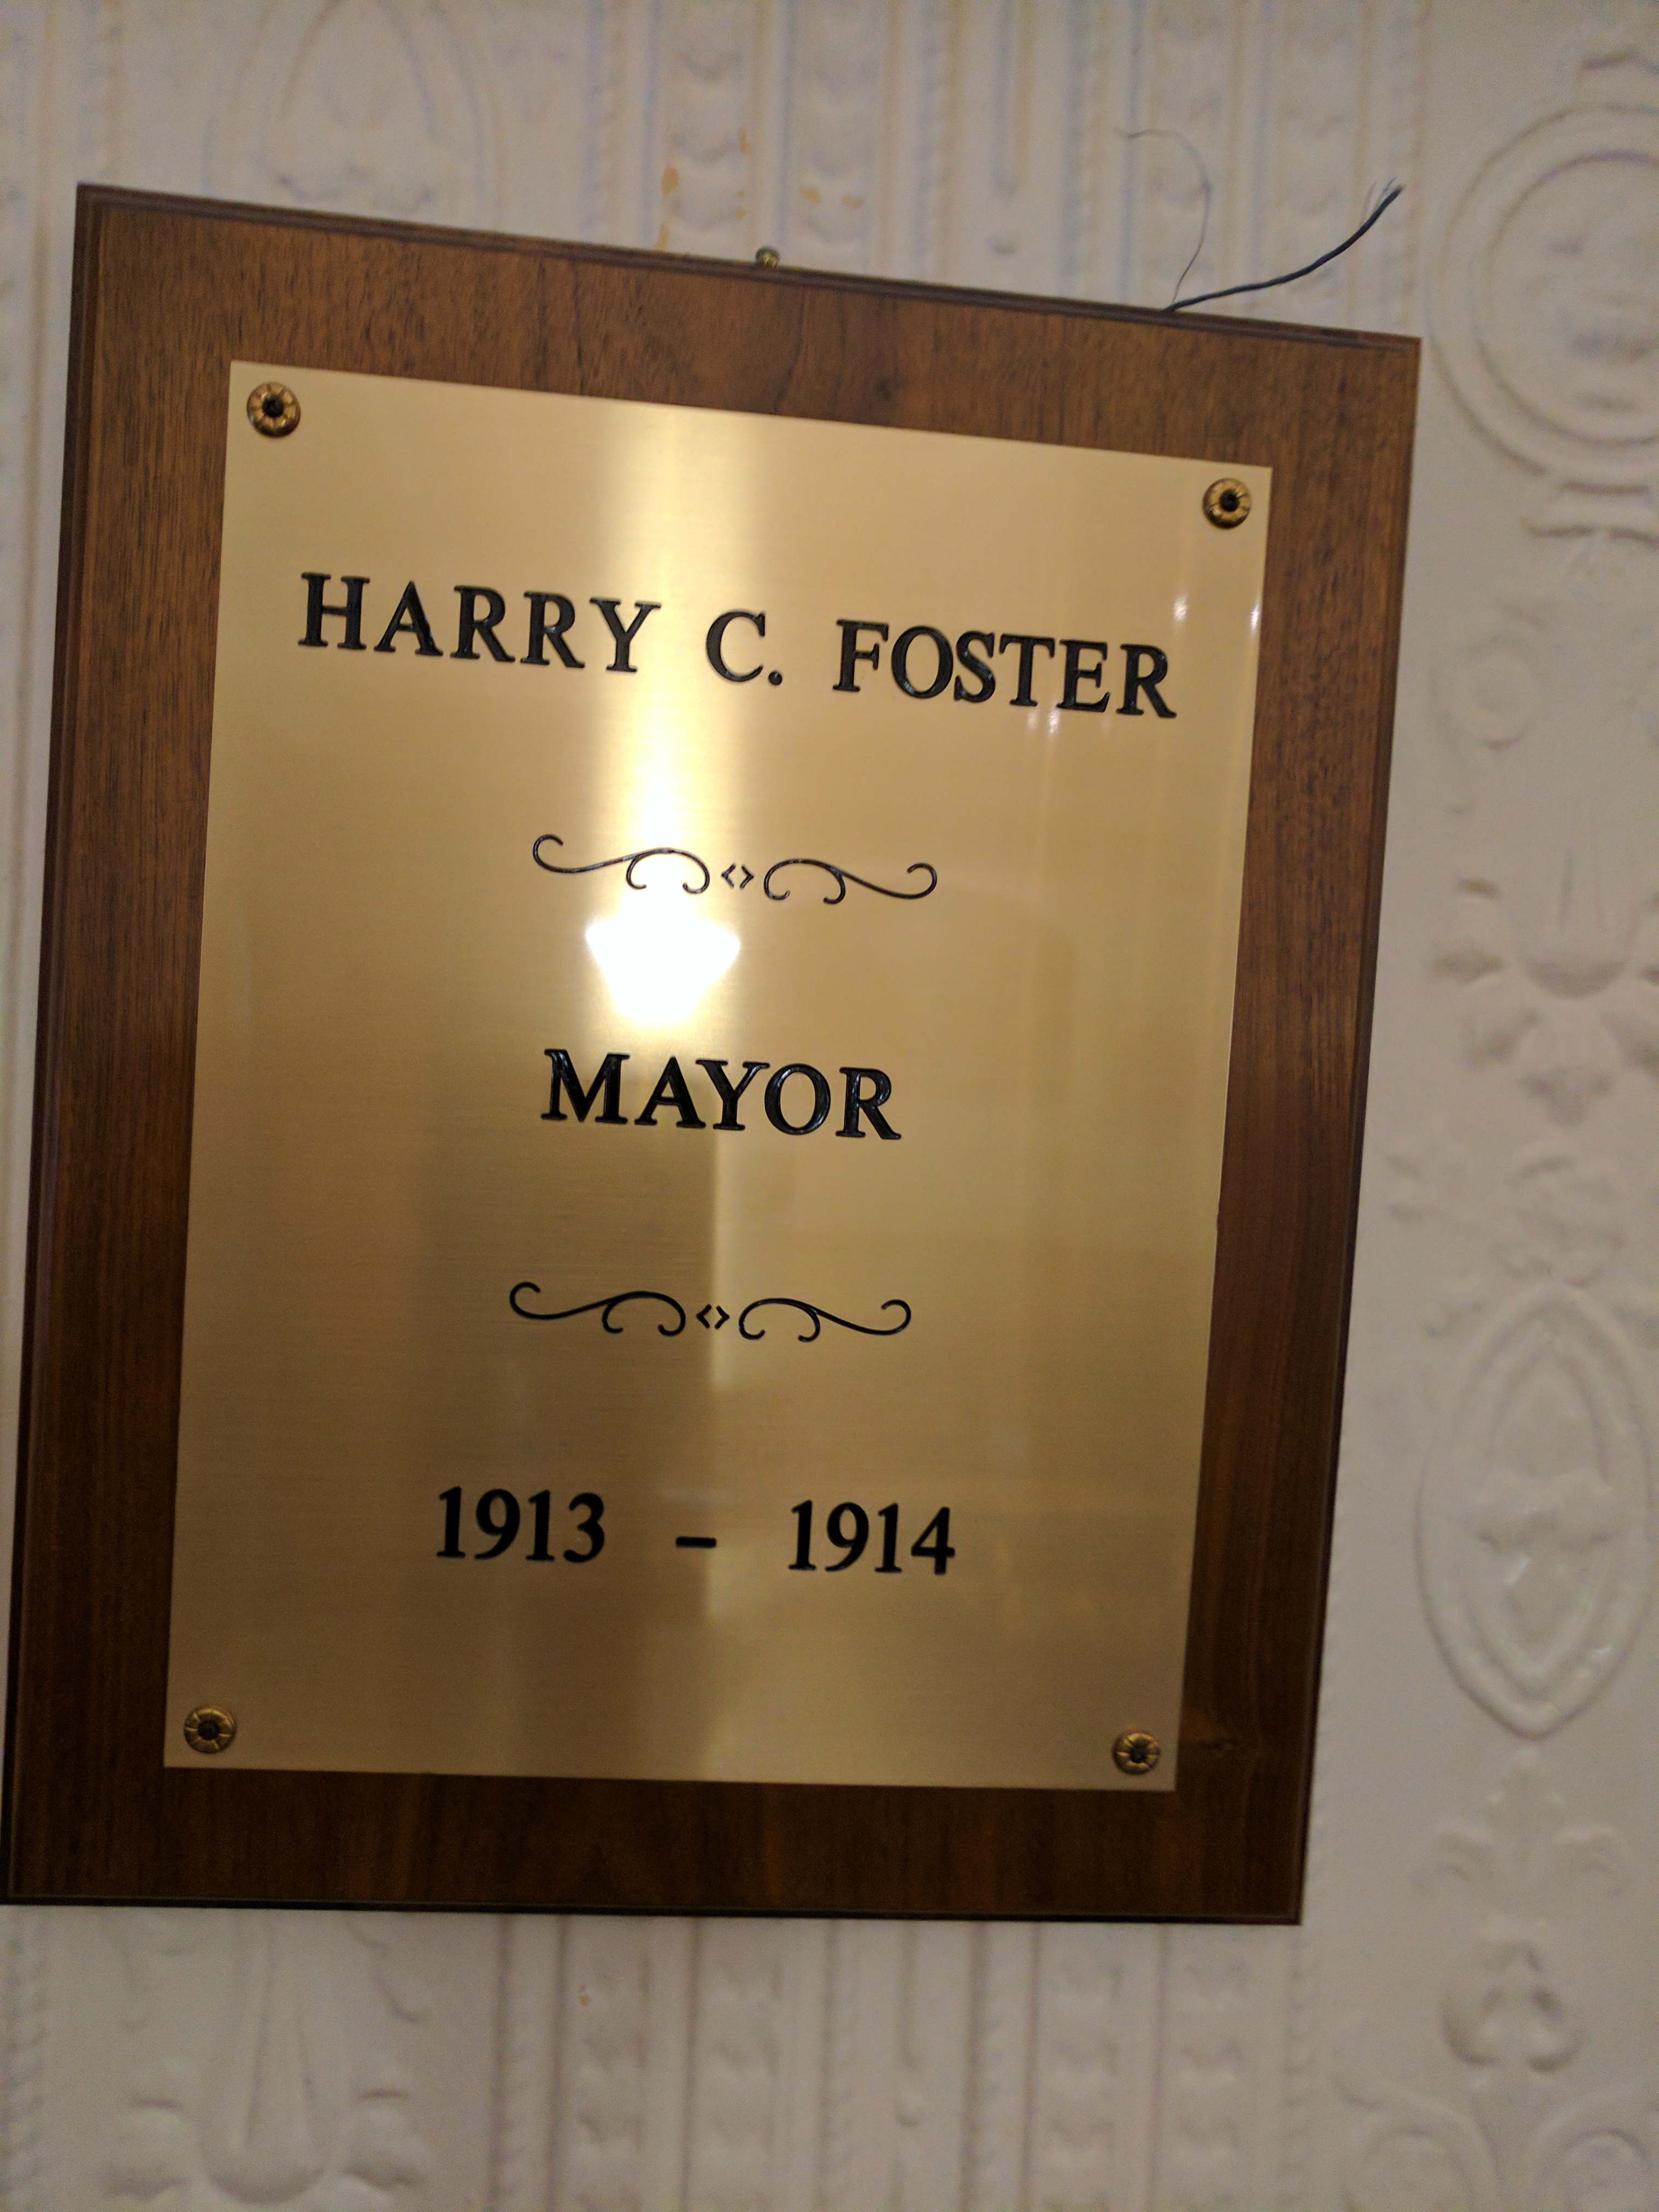 HARRY C. FOSTER
MAYOR
1913 - 1914